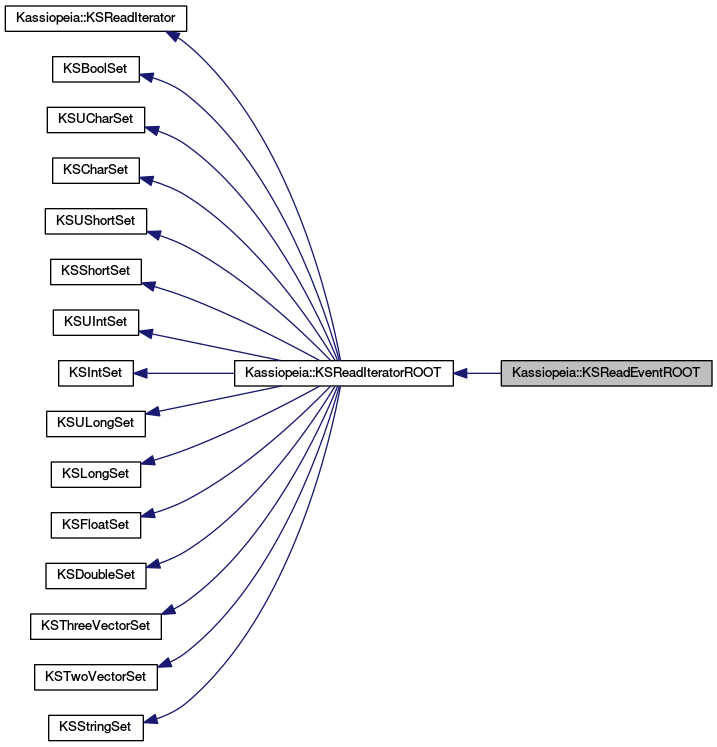 Kassiopeia::KSReadIterator
KSBoolSet
KSUCharSet
KSCharSet
KSUShortSet
KSShortSet
KSUIntSet
KSIntSet
Kassiopeia::KSReadIteratorROOT
Kassiopeia::KSReadEventROOT
KSULongSet
KSLongSet
KSFloatSet
KSDoubleSet
KSThreeVectorSet
KSTwoVectorSet
KSStringSet